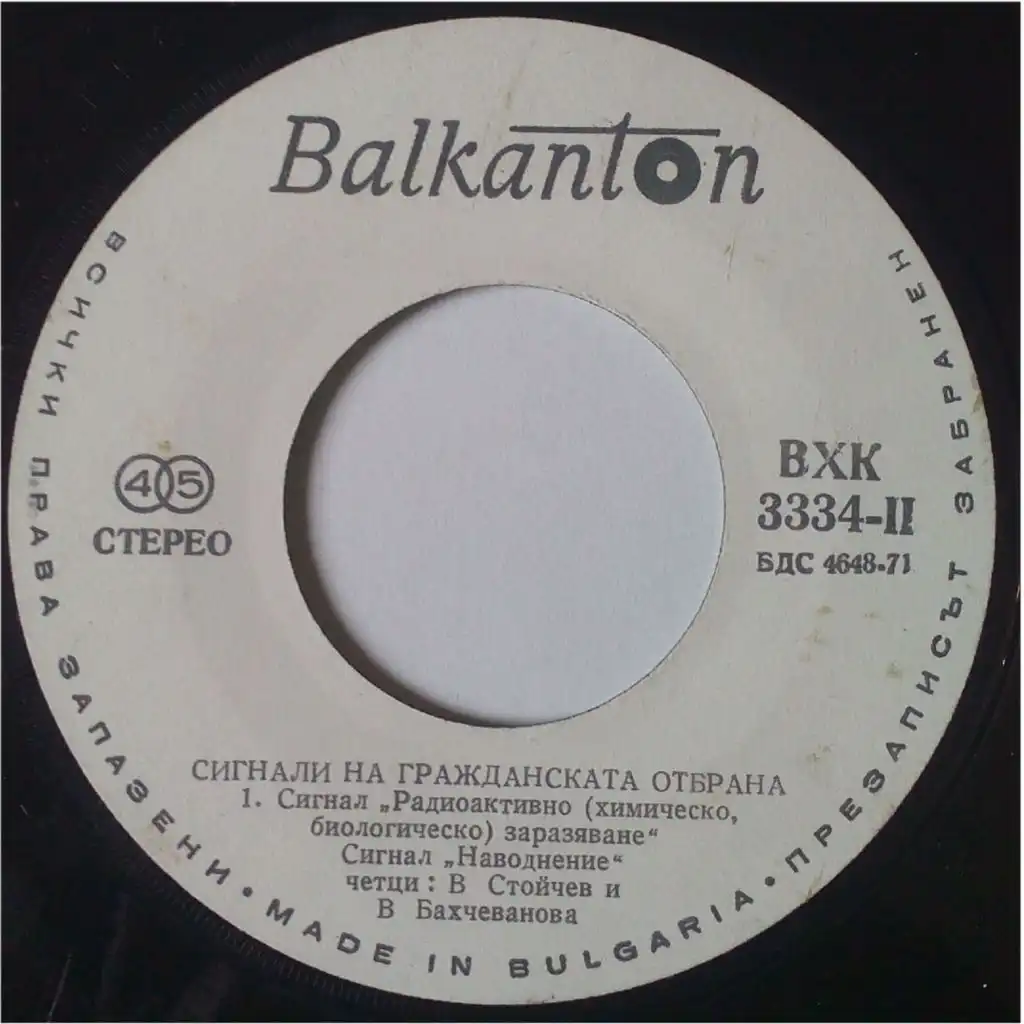 Balkanton
ВСИЧКИ ПРАВА ЗАПАЗЕНИ • MADE IN BULGARIA • ПРЕЗАПИСЪТ ЗАБРАНЕН
45
СТЕРЕО
ВХК
3334-II
БДС 4648-71
СИГНАЛИ НА ГРАЖДАНСКАТА ОТБРАНА
1. Сигнал „Радиоактивно (химическо,
биологическо) заразяване“
Сигнал „Наводнение“
четци: В Стойчев и
В Бахчеванова